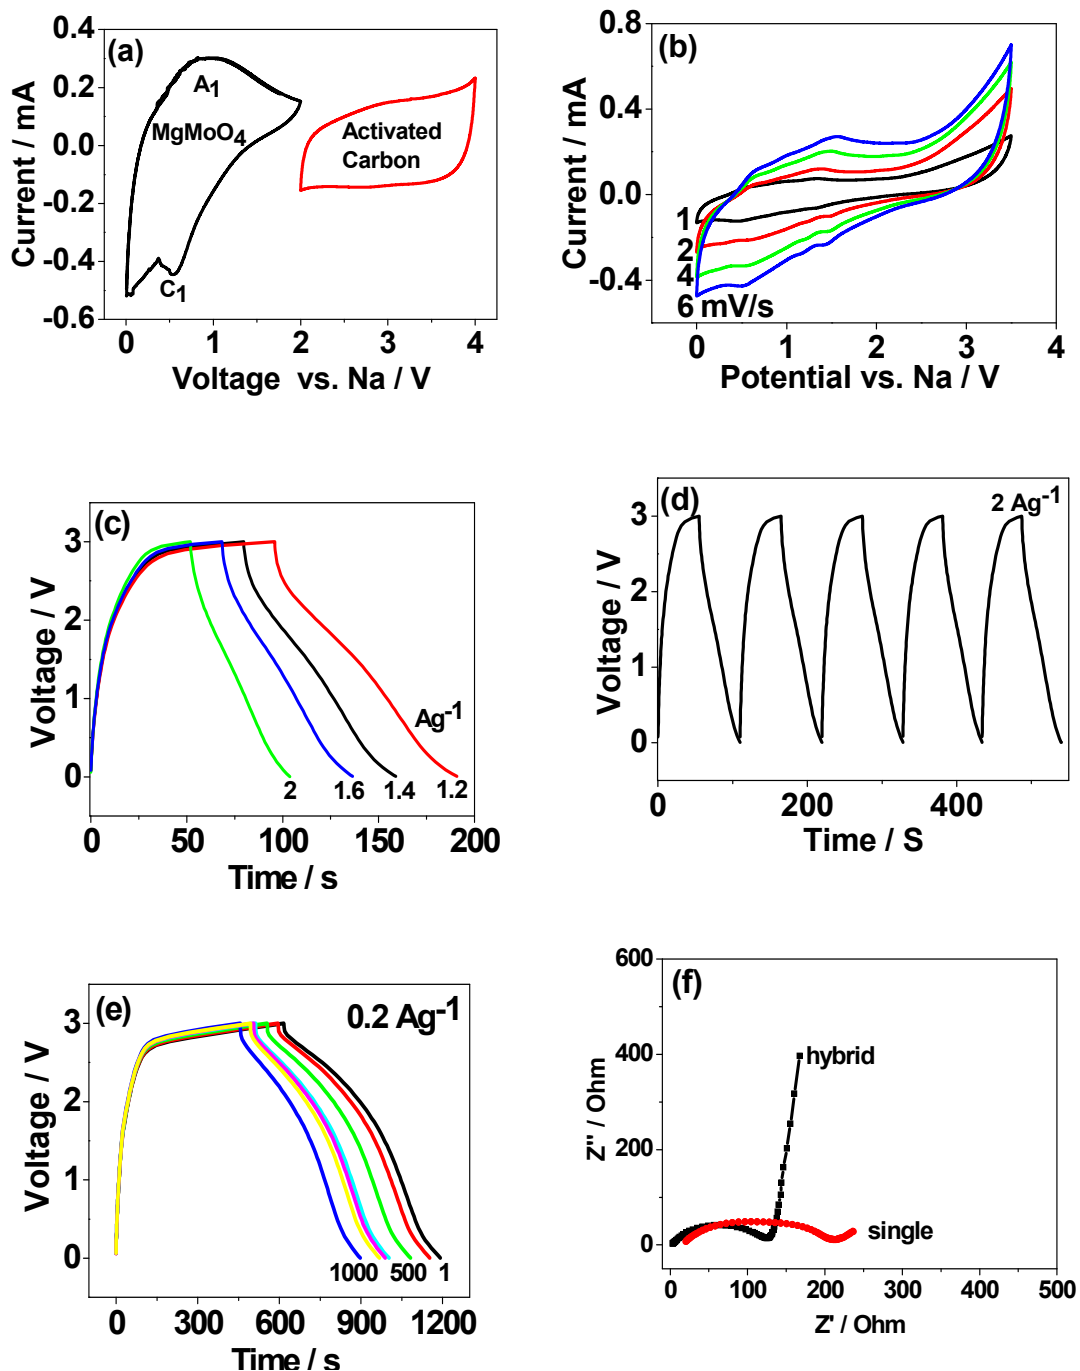 (a)
0.4
0.2
0.0
-0.2
-0.4
-0.6
Current / mA
A1
MgMoO4
C1
Activated
Carbon
0 1 2 3 4
Voltage vs. Na / V
(b)
0.8
0.4
0.0
-0.4
Current / mA
1
2
4
6 mV/s
0 1 2 3 4
Potential vs. Na / V
(c)
3
2
1
0
Voltage / V
Ag-1
2 1.6 1.4 1.2
0 50 100 150 200
Time / s
(d)
2 Ag-1
3
2
1
0
Voltage / V
0 200 400
Time / S
(e)
0.2 Ag-1
3
2
1
0
Voltage / V
1000 500 1
0 300 600 900 1200
Time / s
(f)
600
400
200
0
Z'' / Ohm
hybrid
single
0 100 200 300 400 500
Z' / Ohm